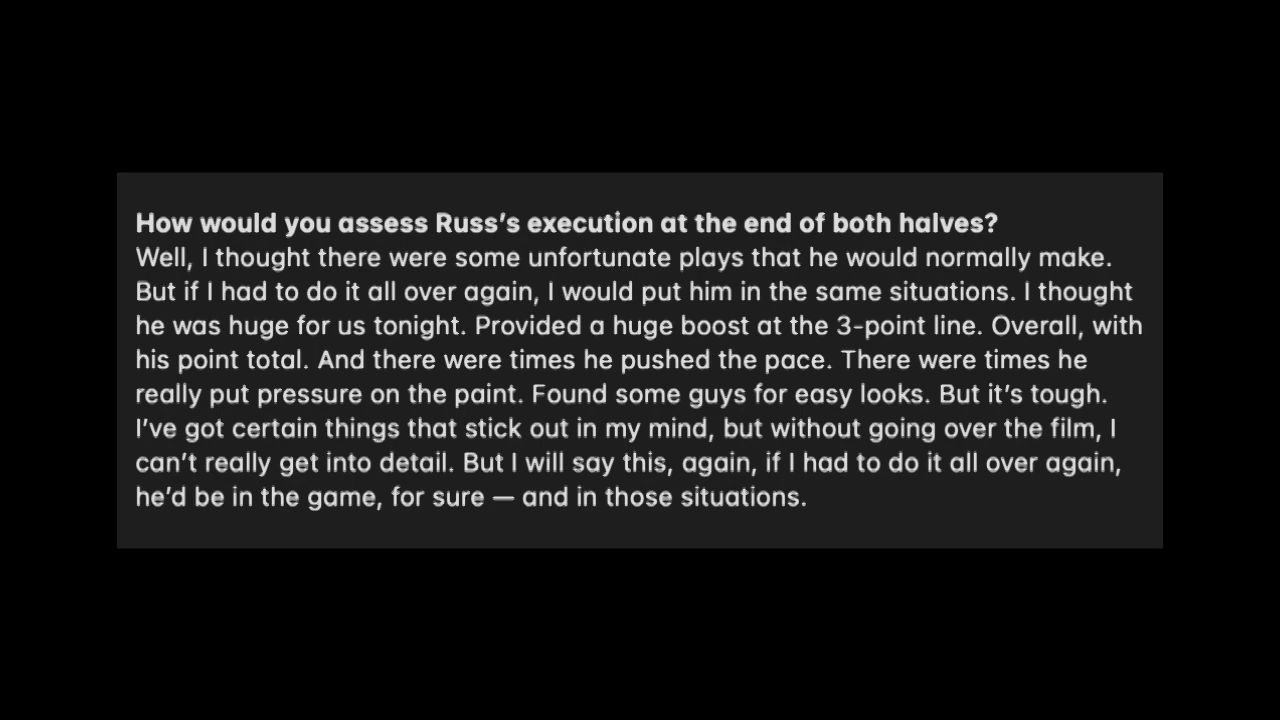 How would you assess Russ's execution at the end of both halves?
Well, I thought there were some unfortunate plays that he would normally make.
But if I had to do it all over again, I would put him in the same situations. I thought
he was huge for us tonight. Provided a huge boost at the 3-point line. Overall, with
his point total. And there were times he pushed the pace. There were times he
really put pressure on the paint. Found some guys for easy looks. But it's tough.
I've got certain things that stick out in my mind, but without going over the film, I
can't really get into detail. But I will say this, again, if I had to do it all over again,
he'd be in the game, for sure — and in those situations.